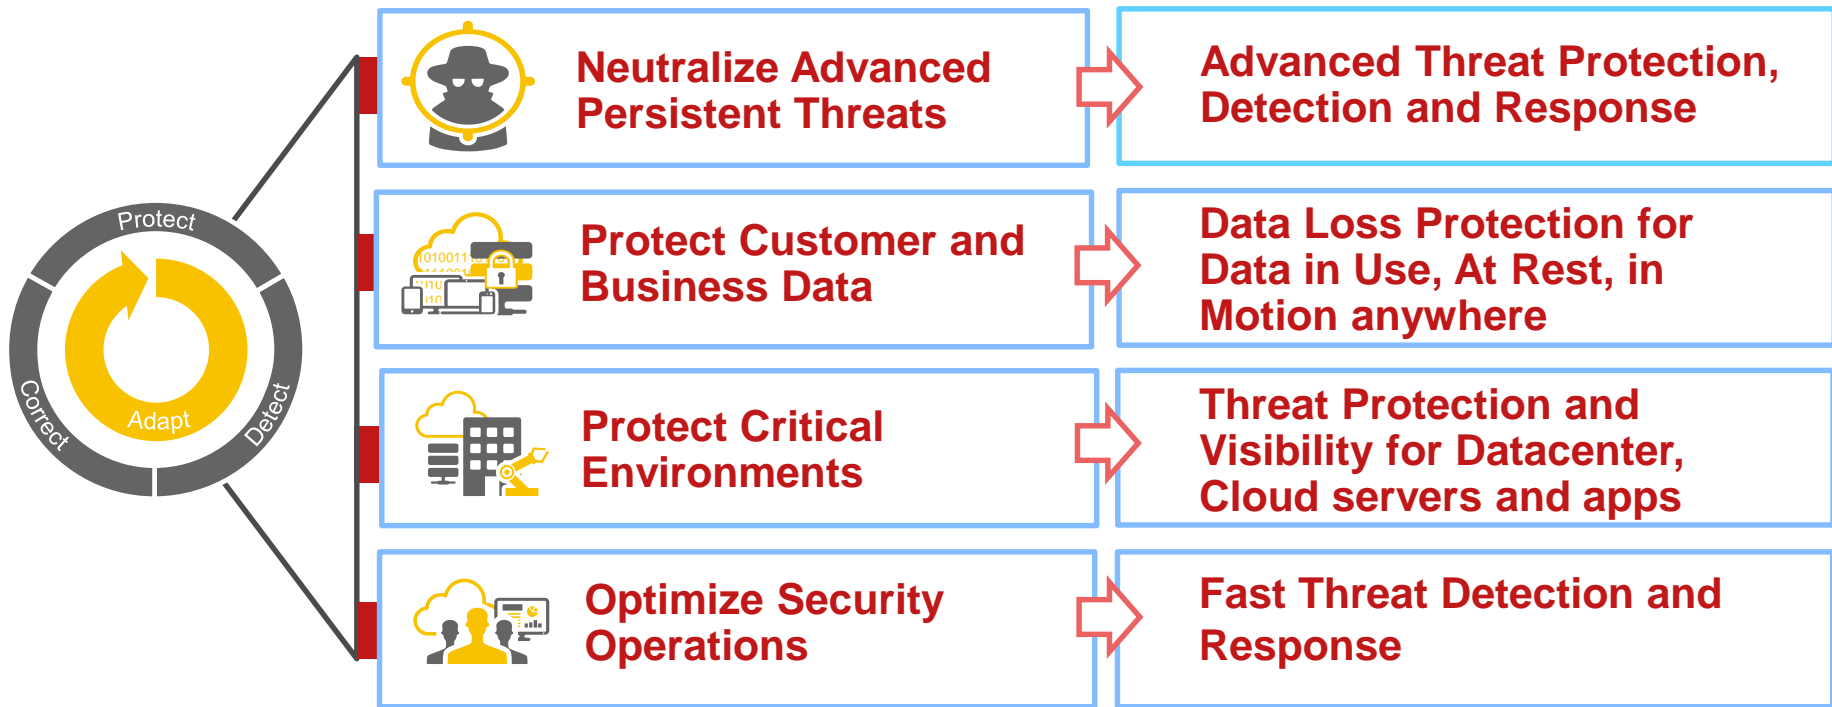 Protect
Detect
Correct
Adapt
Neutralize Advanced
Persistent Threats
Advanced Threat Protection,
Detection and Response
Protect Customer and
Business Data
Data Loss Protection for
Data in Use, At Rest, in
Motion anywhere
Protect Critical
Environments
Threat Protection and
Visibility for Datacenter,
Cloud servers and apps
Optimize Security
Operations
Fast Threat Detection and
Response